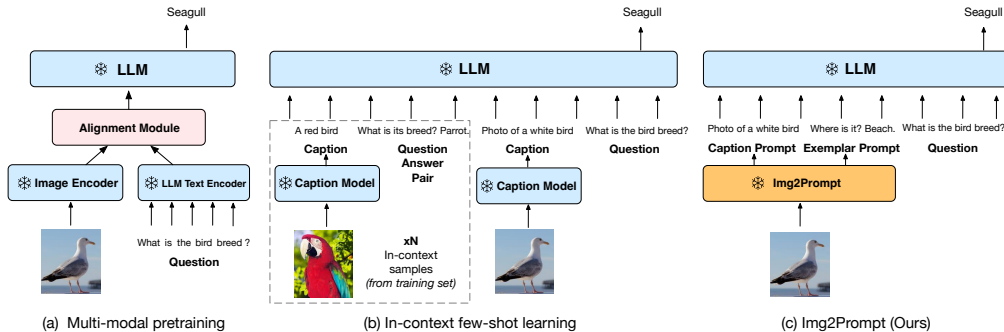 Seagull
LLM
Alignment Module
Image Encoder
LLM Text Encoder
What is the bird breed ?
Question
(a) Multi-modal pretraining
Seagull
LLM
A red bird
What is its breed? Parrot.
Photo of a white bird
What is the bird breed?
Caption
Question
Answer
Pair
Caption
Question
Caption Model
Caption Model
xN
In-context
samples
(from training set)
(b) In-context few-shot learning
Seagull
LLM
Photo of a white bird
Where is it? Beach.
What is the bird breed?
Caption Prompt
Exemplar Prompt
Question
Img2Prompt
(c) Img2Prompt (Ours)